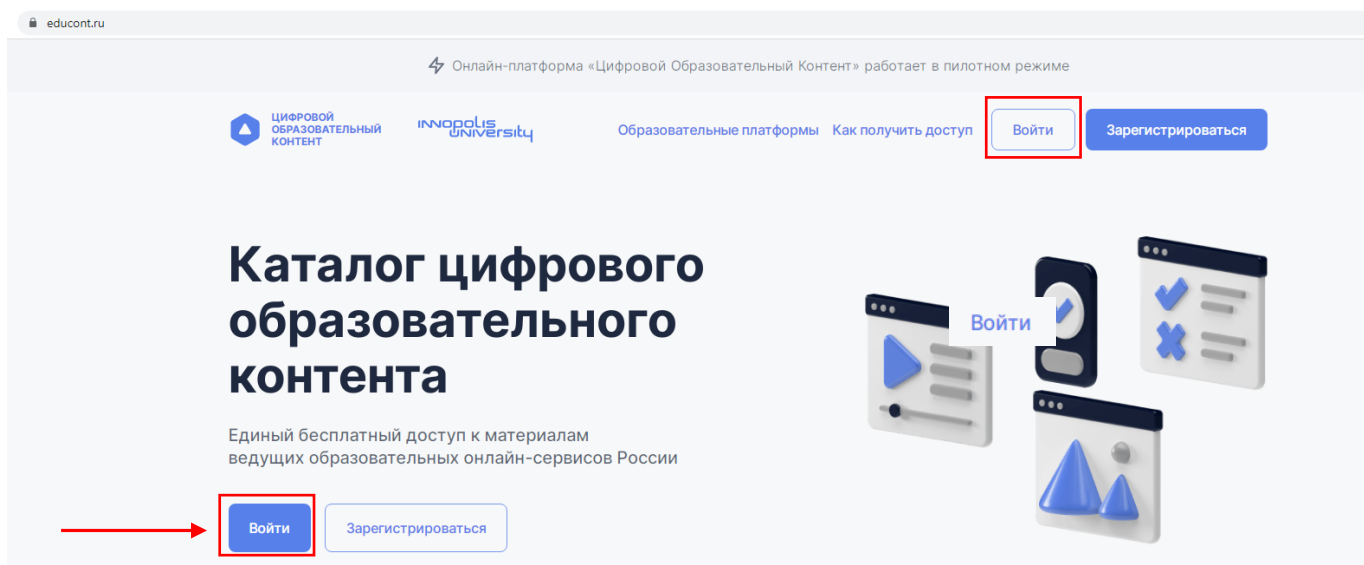 educont.ru
Онлайн-платформа «Цифровой Образовательный Контент» работает в пилотном режиме
ЦИФРОВОЙ
ОБРАЗОВАТЕЛЬНЫЙ
КОНТЕНТ
INNOPOLIS
UNIVERSITY
Образовательные платформы Как получить доступ Войти Зарегистрироваться
Каталог цифрового
образовательного
контента
Войти
Единый бесплатный доступ к материалам
ведущих образовательных онлайн-сервисов России
Войти Зарегистрироваться